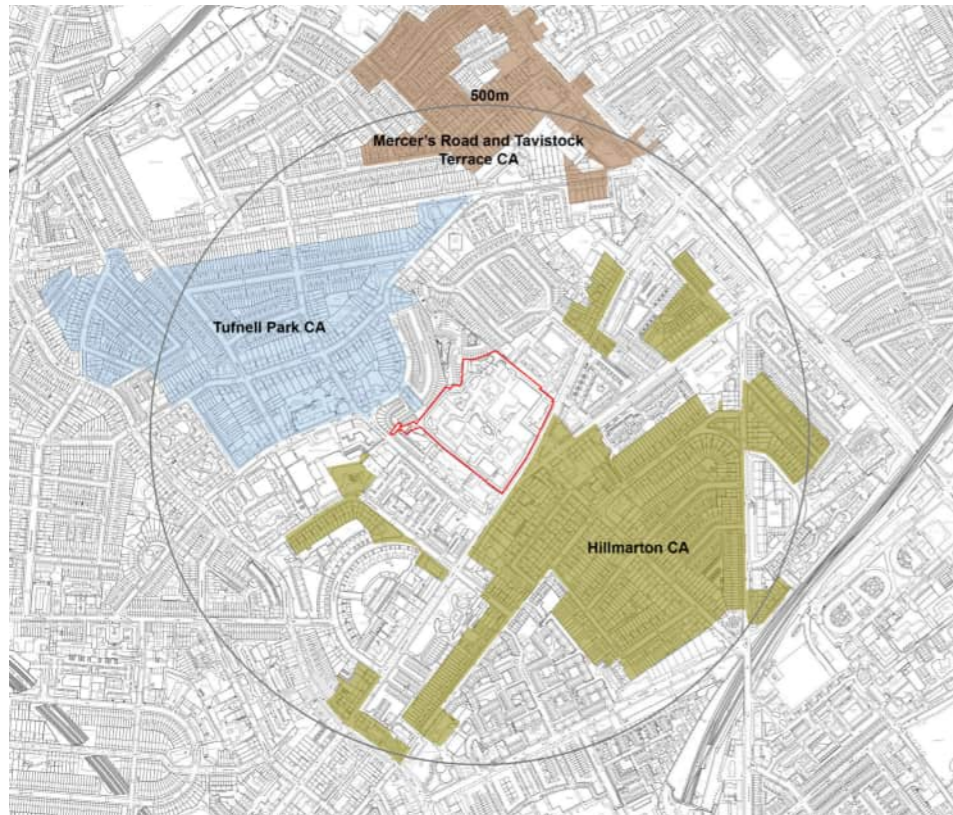 500m
Mercer's Road and Tavistock
Terrace CA
Tufnell Park CA
Hillmarton CA